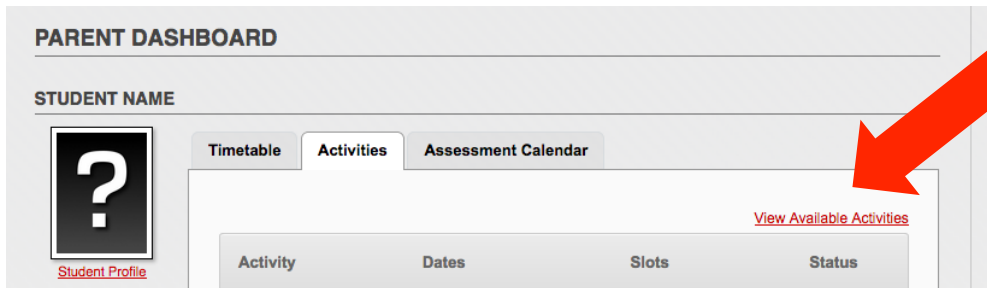 PARENT DASHBOARD
STUDENT NAME
?
Timetable Activities Assessment Calendar
View Available Activities
Student Profile
Activity Dates Slots Status